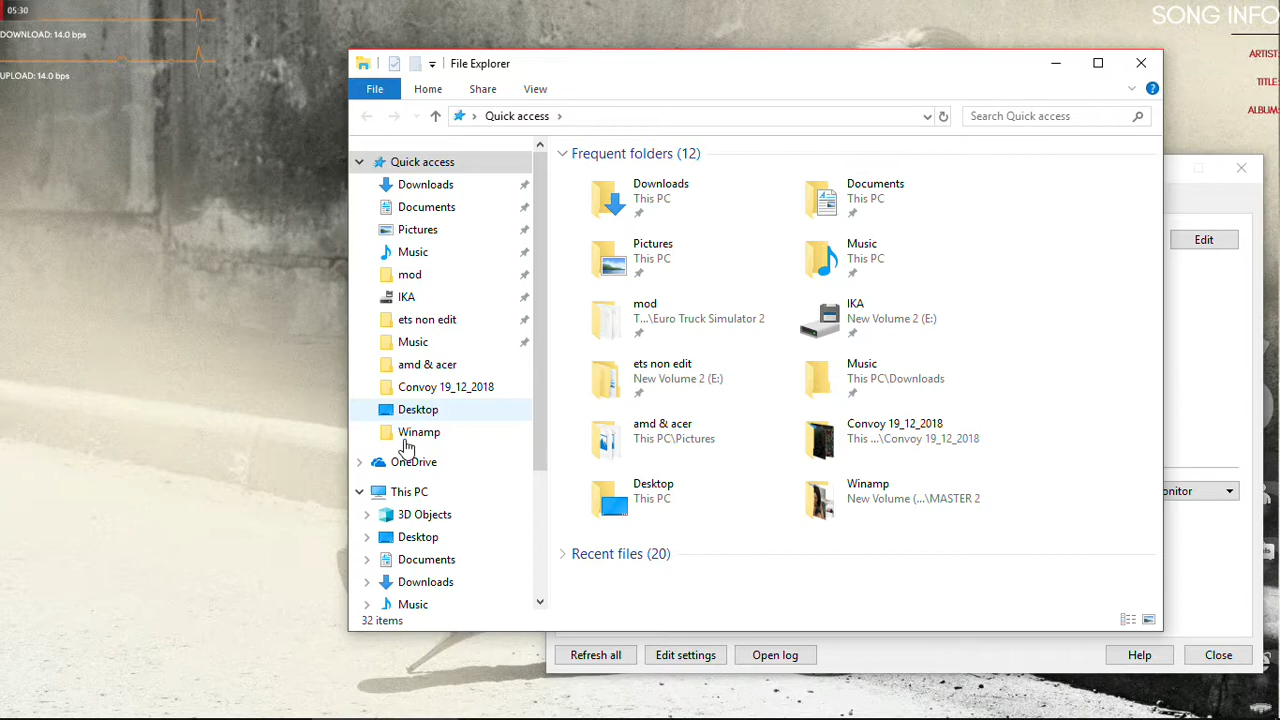 05:30
DOWNLOAD: 14.0 bps
UPLOAD: 14.0 bps
SONG INFO
ARTIST:
TITLE:
ALBUM:
File Explorer
File Home Share View
Quick access
Search Quick access
Quick access
Downloads
Documents
Pictures
Music
mod
IKA
ets non edit
Music
amd & acer
Convoy 19_12_2018
Desktop
Winamp
OneDrive
This PC
3D Objects
Desktop
Documents
Downloads
Music
32 items
Frequent folders (12)
Downloads
This PC
Documents
This PC
Pictures
This PC
Music
This PC
mod
T...\Euro Truck Simulator 2
IKA
New Volume 2 (E:)
ets non edit
New Volume 2 (E:)
Music
This PC\Downloads
amd & acer
This PC\Pictures
Convoy 19_12_2018
This ...\Convoy 19_12_2018
Desktop
This PC
Winamp
New Volume (...\MASTER 2
Recent files (20)
Edit
onitor
Refresh all
Edit settings
Open log
Help
Close